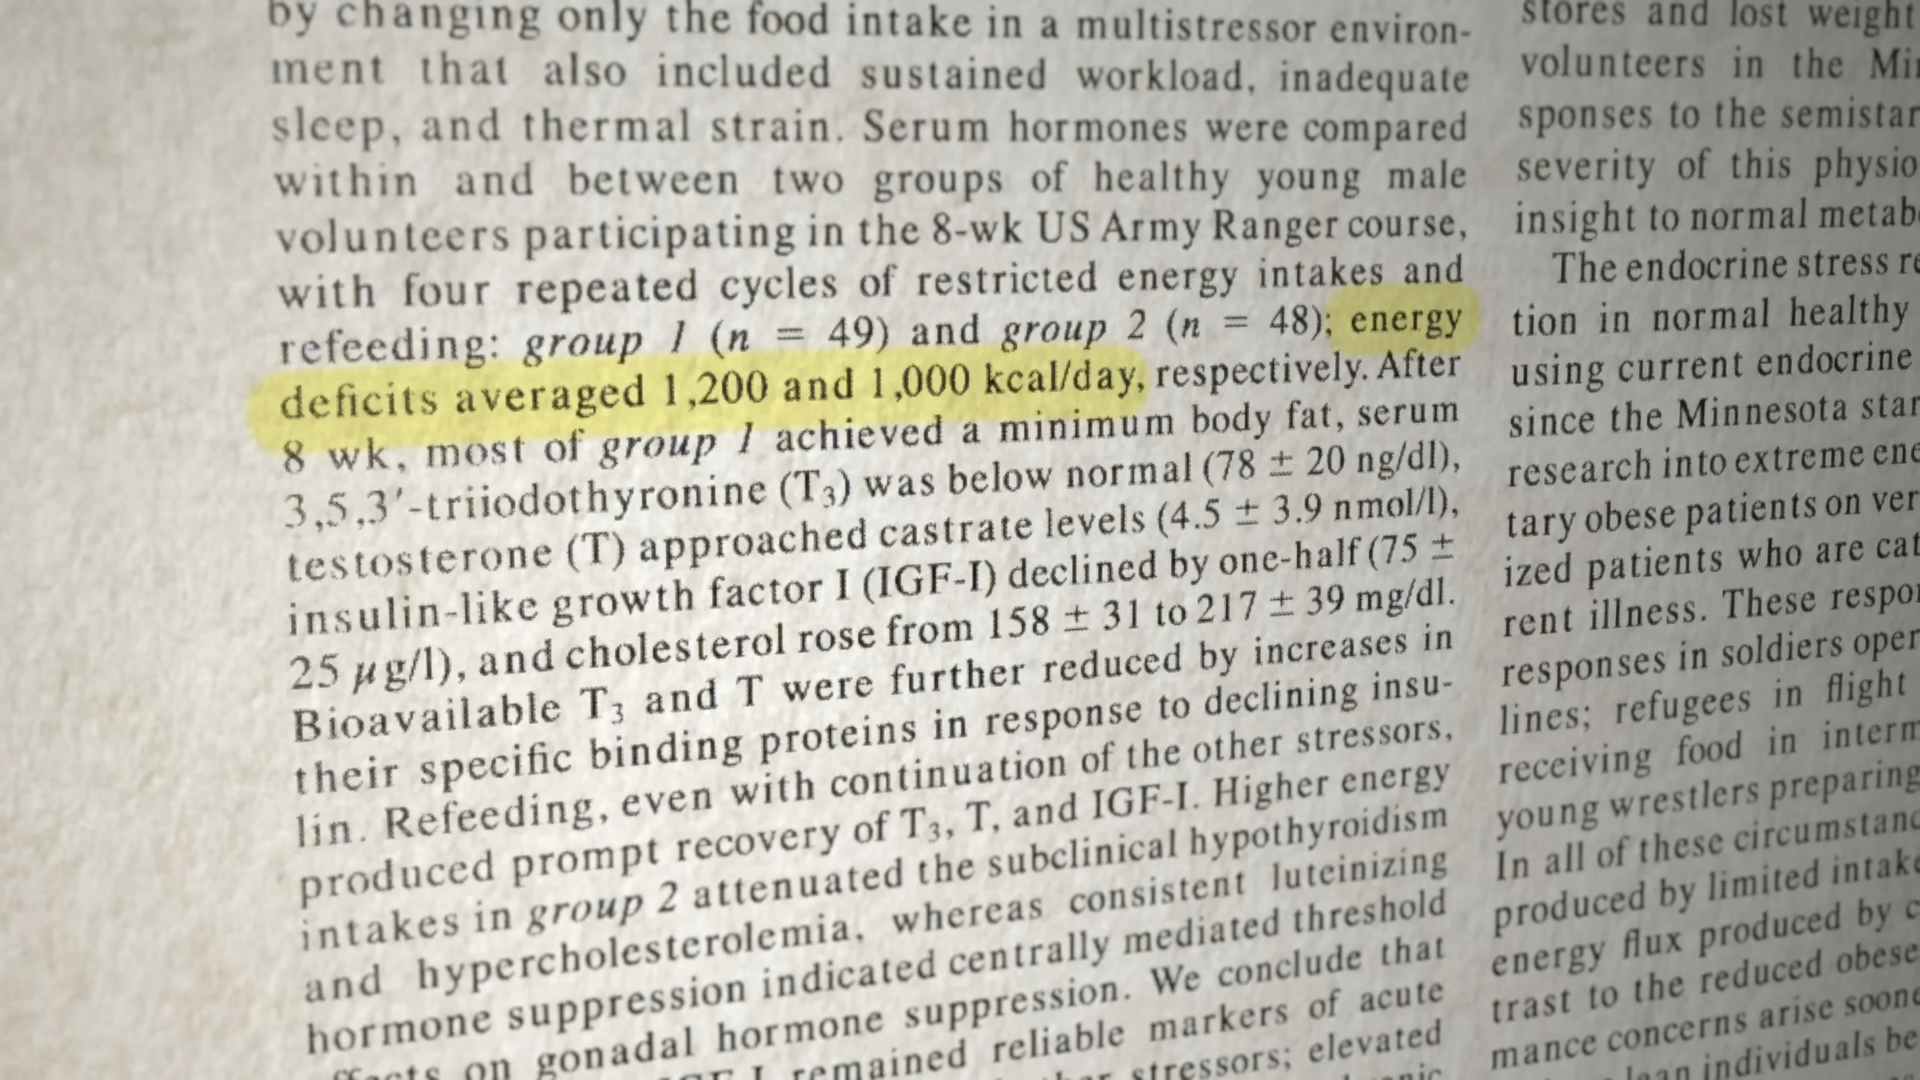 by changing only the food intake in a multistressor environ-
ment that also included sustained workload, inadequate
sleep, and thermal strain. Serum hormones were compared
within and between two groups of healthy young male
volunteers participating in the 8-wk US Army Ranger course,
with four repeated cycles of restricted energy intakes and
refeeding: group 1 (n = 49) and group 2 (n = 48); energy
deficits averaged 1,200 and 1,000 kcal/day, respectively. After
8 wk, most of group 1 achieved a minimum body fat, serum
3,5,3′-triiodothyronine (T₃) was below normal (78 ± 20 ng/dl),
testosterone (T) approached castrate levels (4.5 ± 3.9 nmol/l),
insulin-like growth factor I (IGF-I) declined by one-half (75 ±
25 μg/l), and cholesterol rose from 158 ± 31 to 217 ± 39 mg/dl.
Bioavailable T₃ and T were further reduced by increases in
their specific binding proteins in response to declining insu-
lin. Refeeding, even with continuation of the other stressors,
produced prompt recovery of T₃, T, and IGF-I. Higher energy
intakes in group 2 attenuated the subclinical hypothyroidism
and hypercholesterolemia, whereas consistent luteinizing
hormone suppression indicated centrally mediated threshold
on gonadal hormone suppression. We conclude that
remained reliable markers of acute
stressors; elevated
stores and lost weight
volunteers in the
sponses to the
severity of this
insight to normal
The endocrine stress
tion in normal healthy
using current endocrine
since the Minnesota
research into extreme
tary obese patients on
ized patients who are
rent illness. These
responses in soldiers
lines; refugees in flight
receiving food in
young wrestlers preparing
In all of these
produced by limited
energy flux produced by
trast to the reduced
mance concerns arise
individuals